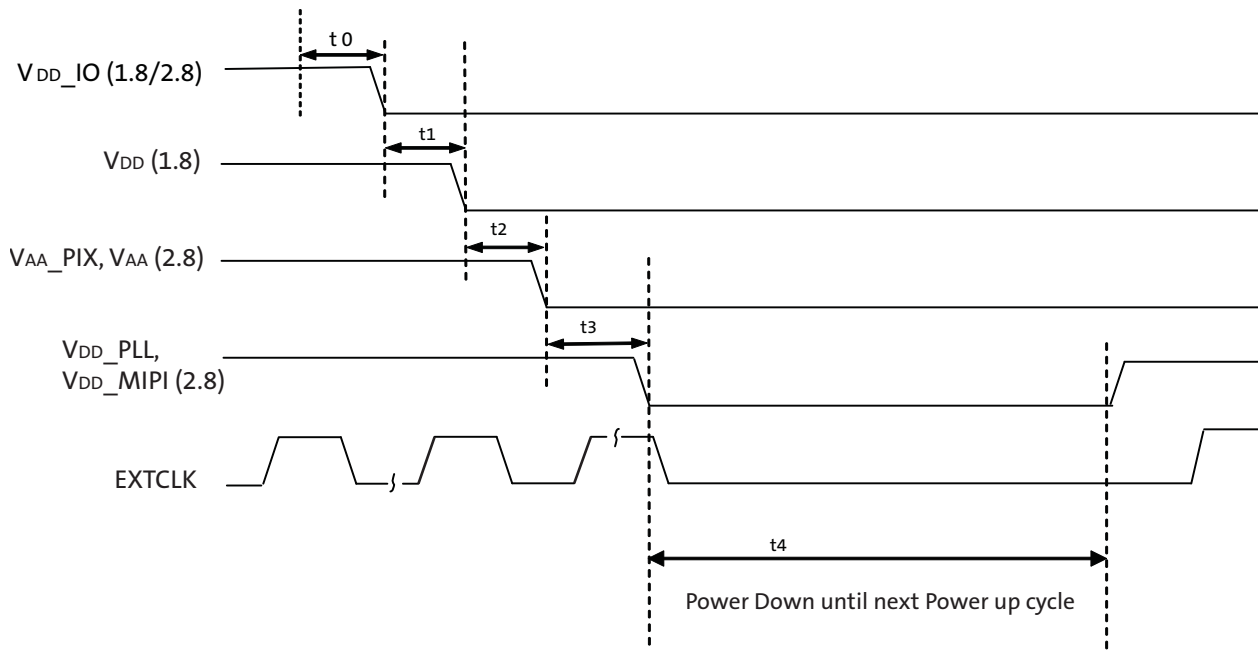 t 0
VDD_IO (1.8/2.8)
t1
VDD (1.8)
t2
VAA_PIX, VAA (2.8)
t3
VDD_PLL,
VDD_MIPI (2.8)
EXTCLK
t4
Power Down until next Power up cycle